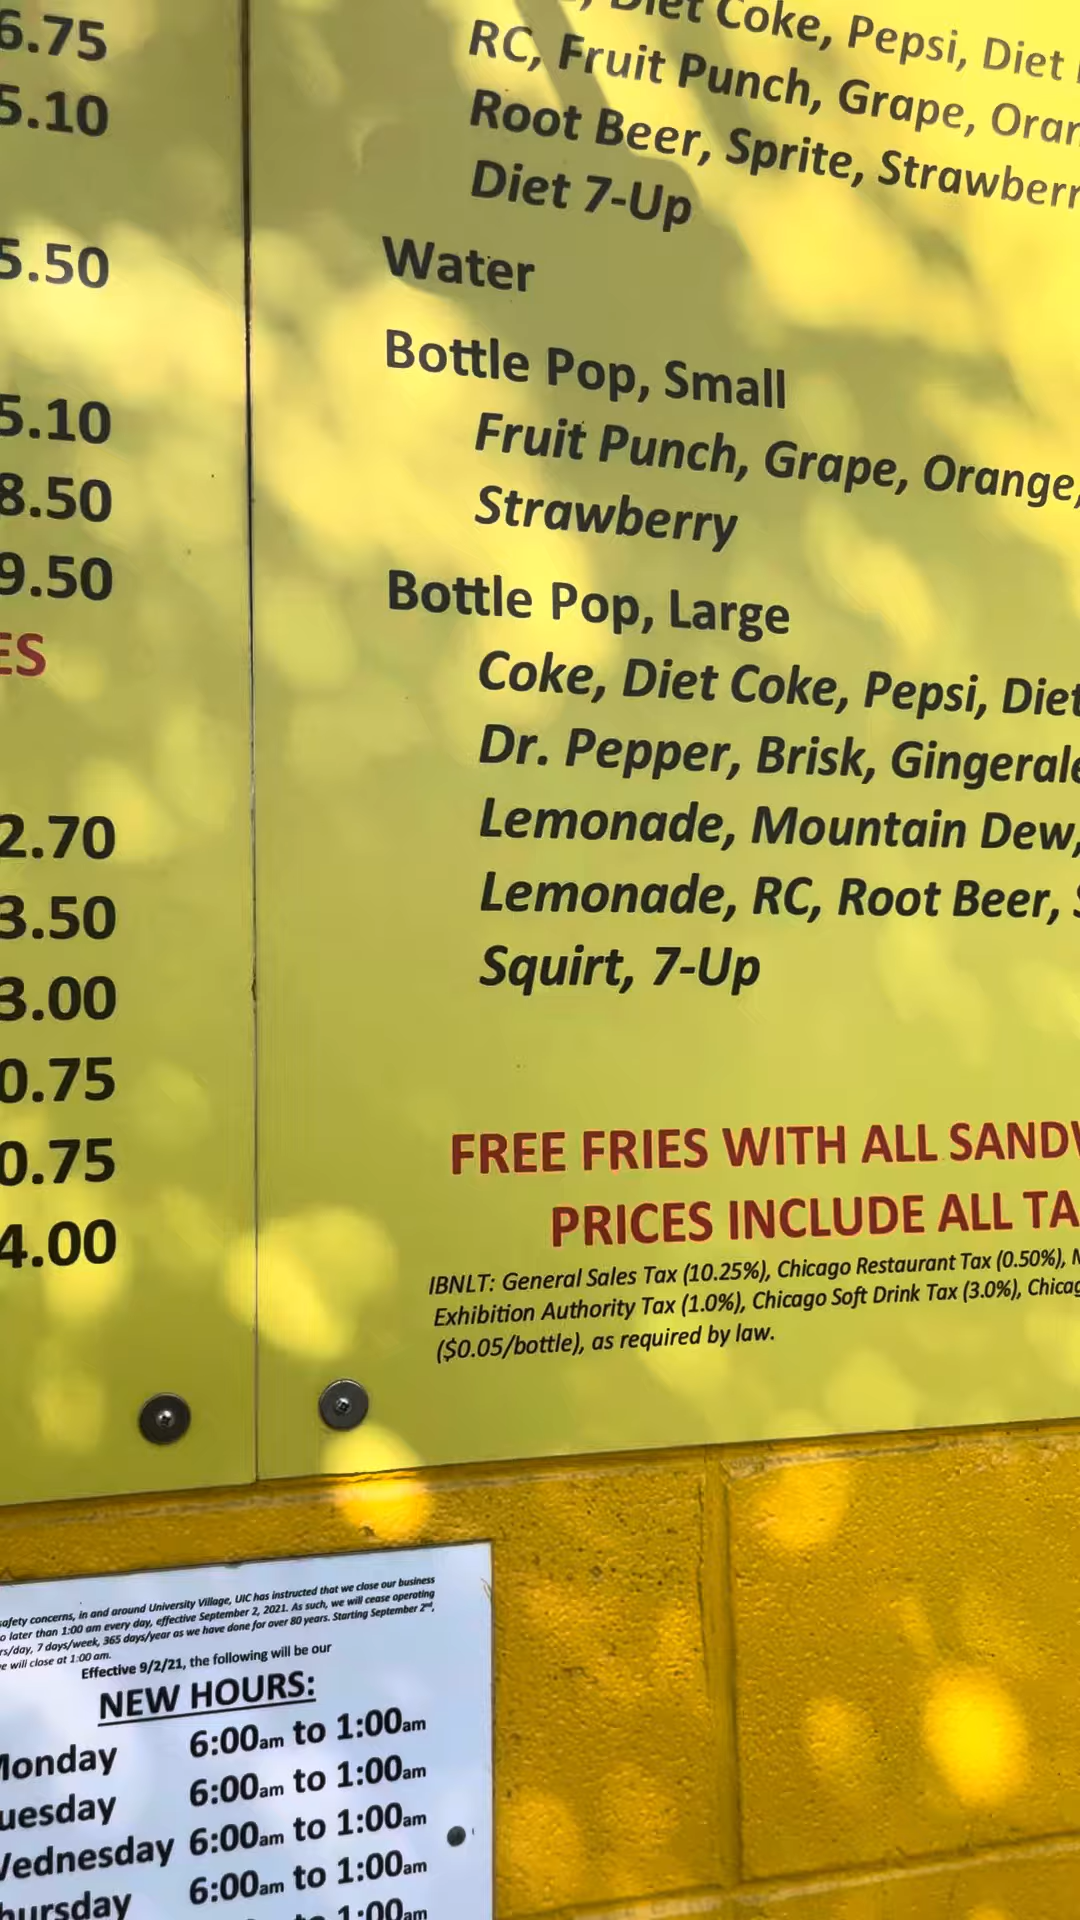 6.75
5.10
5.50
5.10
8.50
9.50
ES
2.70
3.50
3.00
0.75
0.75
4.00
Diet Coke, Pepsi, Diet
RC, Fruit Punch, Grape, Oran
Root Beer, Sprite, Strawberr
Diet 7-Up
Water
Bottle Pop, Small
Fruit Punch, Grape, Orange,
Strawberry
Bottle Pop, Large
Coke, Diet Coke, Pepsi, Diet
Dr. Pepper, Brisk, Gingerale
Lemonade, Mountain Dew,
Lemonade, RC, Root Beer, S
Squirt, 7-Up
FREE FRIES WITH ALL SANDW
PRICES INCLUDE ALL TA
IBNLT: General Sales Tax (10.25%), Chicago Restaurant Tax (0.50%), M
Exhibition Authority Tax (1.0%), Chicago Soft Drink Tax (3.0%), Chicag
($0.05/bottle), as required by law.
safety concerns, in and around University Village, UIC has instructed that we close our business
o later than 1:00 am every day, effective September 2, 2021. As such, we will cease operating
rs/day, 7 days/week, 365 days/year as we have done for over 80 years. Starting September 2nd,
e will close at 1:00 am.
Effective 9/2/21, the following will be our
NEW HOURS:
Monday 6:00am to 1:00am
uesday 6:00am to 1:00am
Wednesday 6:00am to 1:00am
hursday 6:00am to 1:00am
1:00am